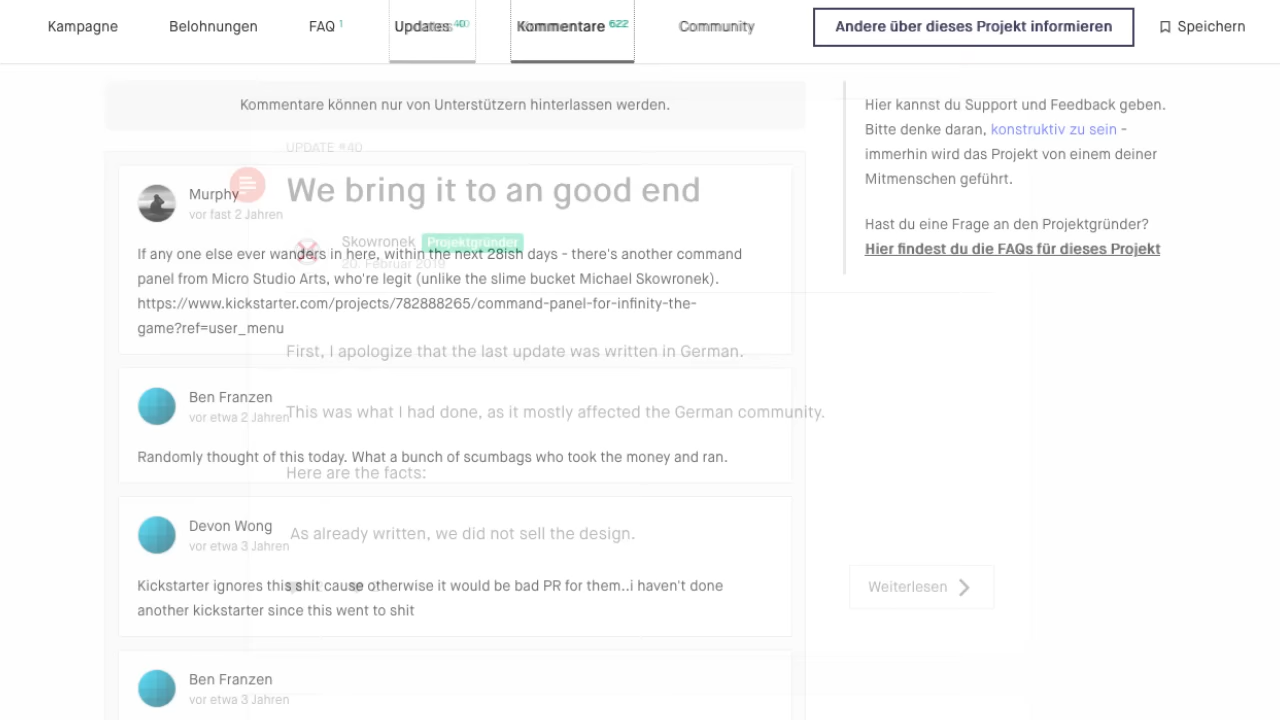 Kampagne
Belohnungen
FAQ 1
Updates 40
Kommentare 622
Community
Andere über dieses Projekt informieren
Speichern
Kommentare können nur von Unterstützern hinterlassen werden.
Hier kannst du Support und Feedback geben.
Bitte denke daran, konstruktiv zu sein -
immerhin wird das Projekt von einem deiner
Mitmenschen geführt.
Hast du eine Frage an den Projektgründer?
Hier findest du die FAQs für dieses Projekt
UPDATE #40
We bring it to an good end
Skowronek Projektgründer
20. Februar 2019
First, I apologize that the last update was written in German.
This was what I had done, as it mostly affected the German community.
Here are the facts:
As already written, we did not sell the design.
Weiterlesen
Murphy
vor fast 2 Jahren
If any one else ever wanders in here, within the next 28ish days - there's another command
panel from Micro Studio Arts, who're legit (unlike the slime bucket Michael Skowronek).
https://www.kickstarter.com/projects/782888265/command-panel-for-infinity-the-
game?ref=user_menu
Ben Franzen
vor etwa 2 Jahren
Randomly thought of this today. What a bunch of scumbags who took the money and ran.
Devon Wong
vor etwa 3 Jahren
Kickstarter ignores this shit cause otherwise it would be bad PR for them..i haven't done
another kickstarter since this went to shit
Ben Franzen
vor etwa 3 Jahren